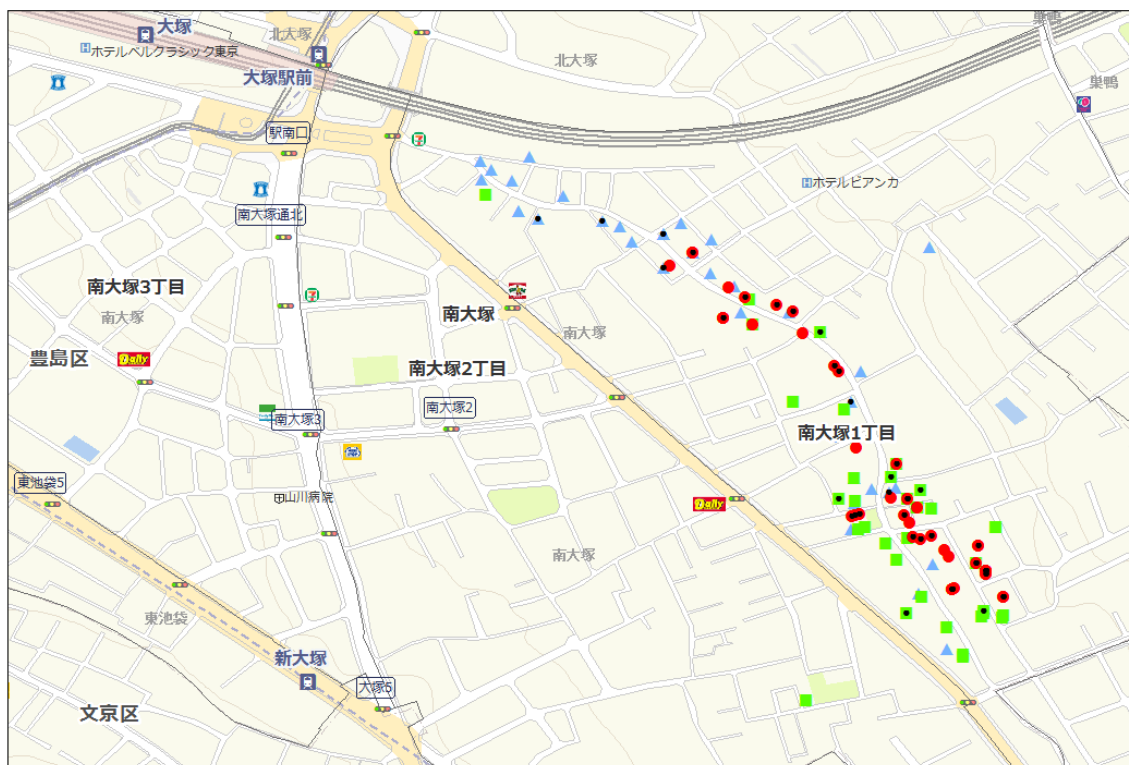 大塚
北大塚
巣鴨
ホテルベルクラシック東京
大塚駅前
北大塚
巣鴨
駅南口
ホテルビアンカ
南大塚通北
南大塚3丁目
南大塚
南大塚
南大塚
豊島区
Daily
南大塚2丁目
南大塚2
南大塚3
南大塚1丁目
東池袋5
山川病院
Daily
南大塚
東池袋
新大塚
大塚5
文京区